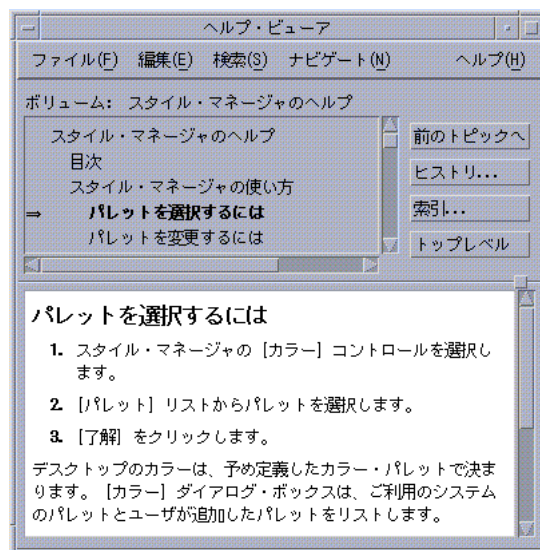 ヘルプ・ビューア
ファイル(F) 編集(E) 検索(S) ナビゲート(N) ヘルプ(H)
ボリューム: スタイル・マネージャのヘルプ
スタイル・マネージャのヘルプ
目次
スタイル・マネージャの使い方
⇒ パレットを選択するには
パレットを変更するには
前のトピックへ
ヒストリ...
索引...
トップレベル
パレットを選択するには
1. スタイル・マネージャの [カラー] コントロールを選択し
ます。
2. [パレット] リストからパレットを選択します。
3. [了解] をクリックします。
デスクトップのカラーは、予め定義したカラー・パレットで決ま
ります。 [カラー] ダイアログ・ボックスは、ご利用のシステム
のパレットとユーザが追加したパレットをリストします。